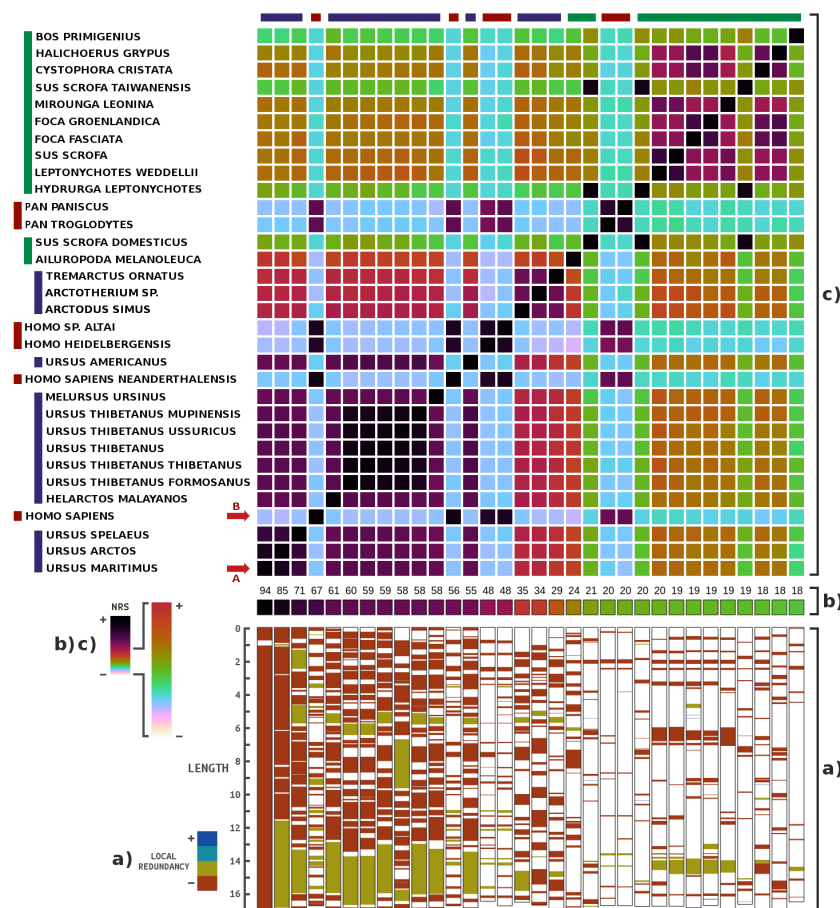 BOS PRIMIGENIUS
HALICHOERUS GRYPUS
CYSTOPHORA CRISTATA
SUS SCROFA TAIWANENSIS
MIROUNGA LEONINA
FOCA GROENLANDICA
FOCA FASCIATA
SUS SCROFA
LEPTONYCHOTES WEDDELLII
HYDRURGA LEPTONYCHOTES
PAN PANISCUS
PAN TROGLODYTES
SUS SCROFA DOMESTICUS
AILUROPODA MELANOLEUCA
TREMARCTUS ORNATUS
ARCTOTHERIUM SP.
c)
ARCTODUS SIMUS
HOMO SP. ALTAI
HOMO HEIDELBERGENSIS
URSUS AMERICANUS
HOMO SAPIENS NEANDERTHALENSIS
MELURSUS URSINUS
URSUS THIBETANUS MUPINENSIS
URSUS THIBETANUS USSURICUS
URSUS THIBETANUS
URSUS THIBETANUS THIBETANUS
URSUS THIBETANUS FORMOSANUS
HELARCTOS MALAYANOS
B
HOMO SAPIENS
URSUS SPELAEUS
URSUS ARCTOS
URSUS MARITIMUS
A
94 85 71 67 61 60 59 59 58 58 58 56 55 48 48 35 34 29 24 21 20 20 20 20 19 19 19 19 19 18 18 18
b)
NRS
+ +
b) c)
− −
0
2
4
6
8
10
12
14
16
LENGTH
a)
a)
LOCAL
REDUNDANCY
+
−